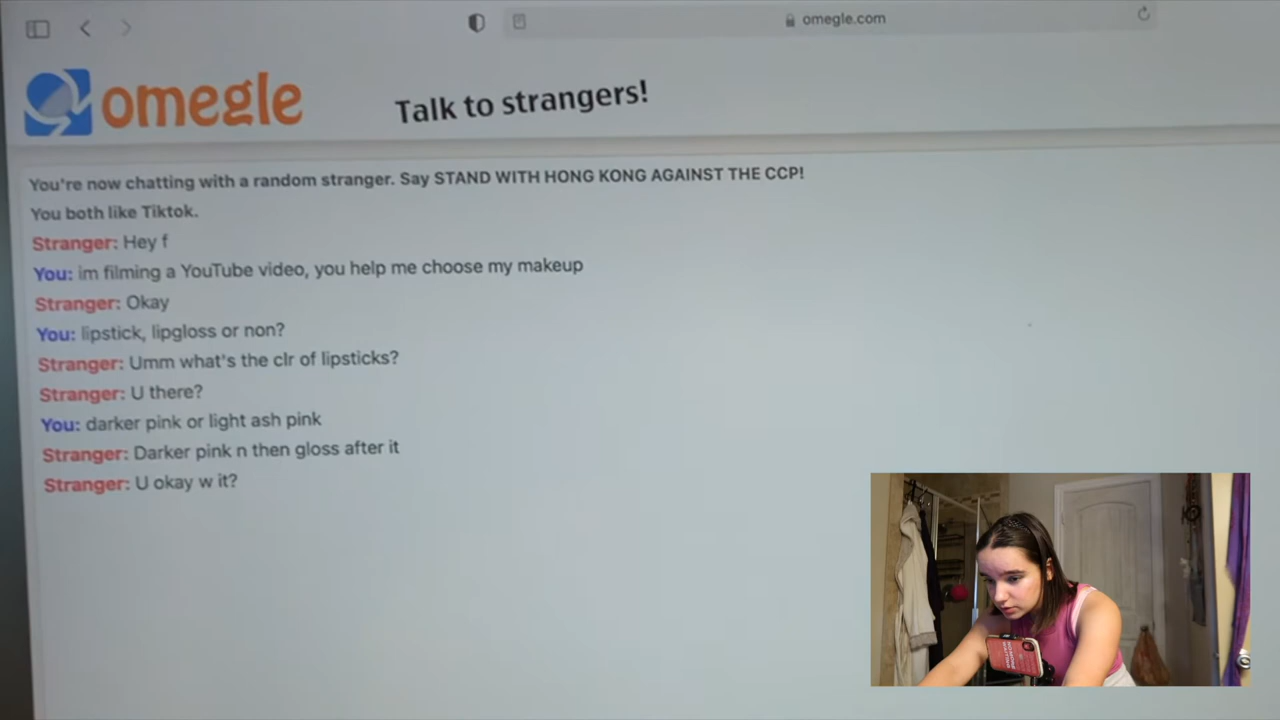 omegle.com
omegle
Talk to strangers!
You're now chatting with a random stranger. Say STAND WITH HONG KONG AGAINST THE CCP!
You both like Tiktok.
Stranger: Hey f
You: im filming a YouTube video, you help me choose my makeup
Stranger: Okay
You: lipstick, lipgloss or non?
Stranger: Umm what's the clr of lipsticks?
Stranger: U there?
You: darker pink or light ash pink
Stranger: Darker pink n then gloss after it
Stranger: U okay w it?